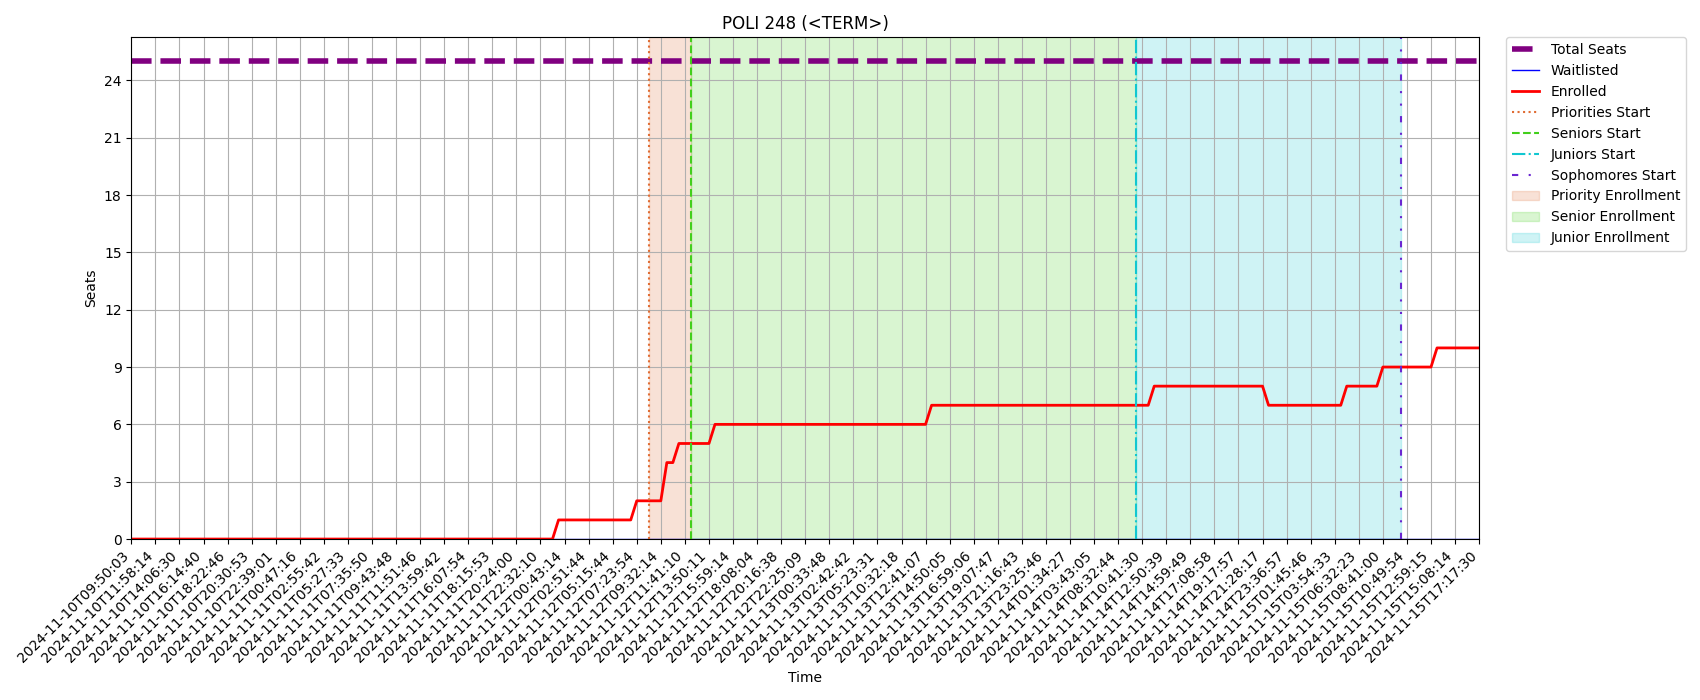 POLI 248 (<TERM>)
Total Seats
Waitlisted
Enrolled
Priorities Start
Seniors Start
Juniors Start
Sophomores Start
Priority Enrollment
Senior Enrollment
Junior Enrollment
Seats
24
21
18
15
12
9
6
3
0
2024-11-10T09:50:03
2024-11-10T11:58:14
2024-11-10T14:06:30
2024-11-10T16:14:40
2024-11-10T18:22:46
2024-11-10T20:30:53
2024-11-10T22:39:01
2024-11-11T00:47:16
2024-11-11T02:55:42
2024-11-11T05:27:33
2024-11-11T07:35:50
2024-11-11T09:43:48
2024-11-11T11:51:46
2024-11-11T13:59:42
2024-11-11T16:07:54
2024-11-11T18:15:53
2024-11-11T20:24:00
2024-11-11T22:32:10
2024-11-12T00:43:14
2024-11-12T02:51:44
2024-11-12T05:15:44
2024-11-12T07:23:54
2024-11-12T09:32:14
2024-11-12T11:41:10
2024-11-12T13:50:11
2024-11-12T15:59:14
2024-11-12T18:08:04
2024-11-12T20:16:38
2024-11-12T22:25:09
2024-11-13T00:33:48
2024-11-13T02:42:42
2024-11-13T05:23:31
2024-11-13T10:32:18
2024-11-13T12:41:07
2024-11-13T14:50:05
2024-11-13T16:59:06
2024-11-13T19:07:47
2024-11-13T21:16:43
2024-11-13T23:25:46
2024-11-14T01:34:27
2024-11-14T03:43:05
2024-11-14T08:32:44
2024-11-14T10:41:30
2024-11-14T12:50:39
2024-11-14T14:59:49
2024-11-14T17:08:58
2024-11-14T19:17:57
2024-11-14T21:28:17
2024-11-14T23:36:57
2024-11-15T01:45:46
2024-11-15T03:54:33
2024-11-15T06:32:23
2024-11-15T08:41:00
2024-11-15T10:49:54
2024-11-15T12:59:15
2024-11-15T15:08:14
2024-11-15T17:17:30
Time